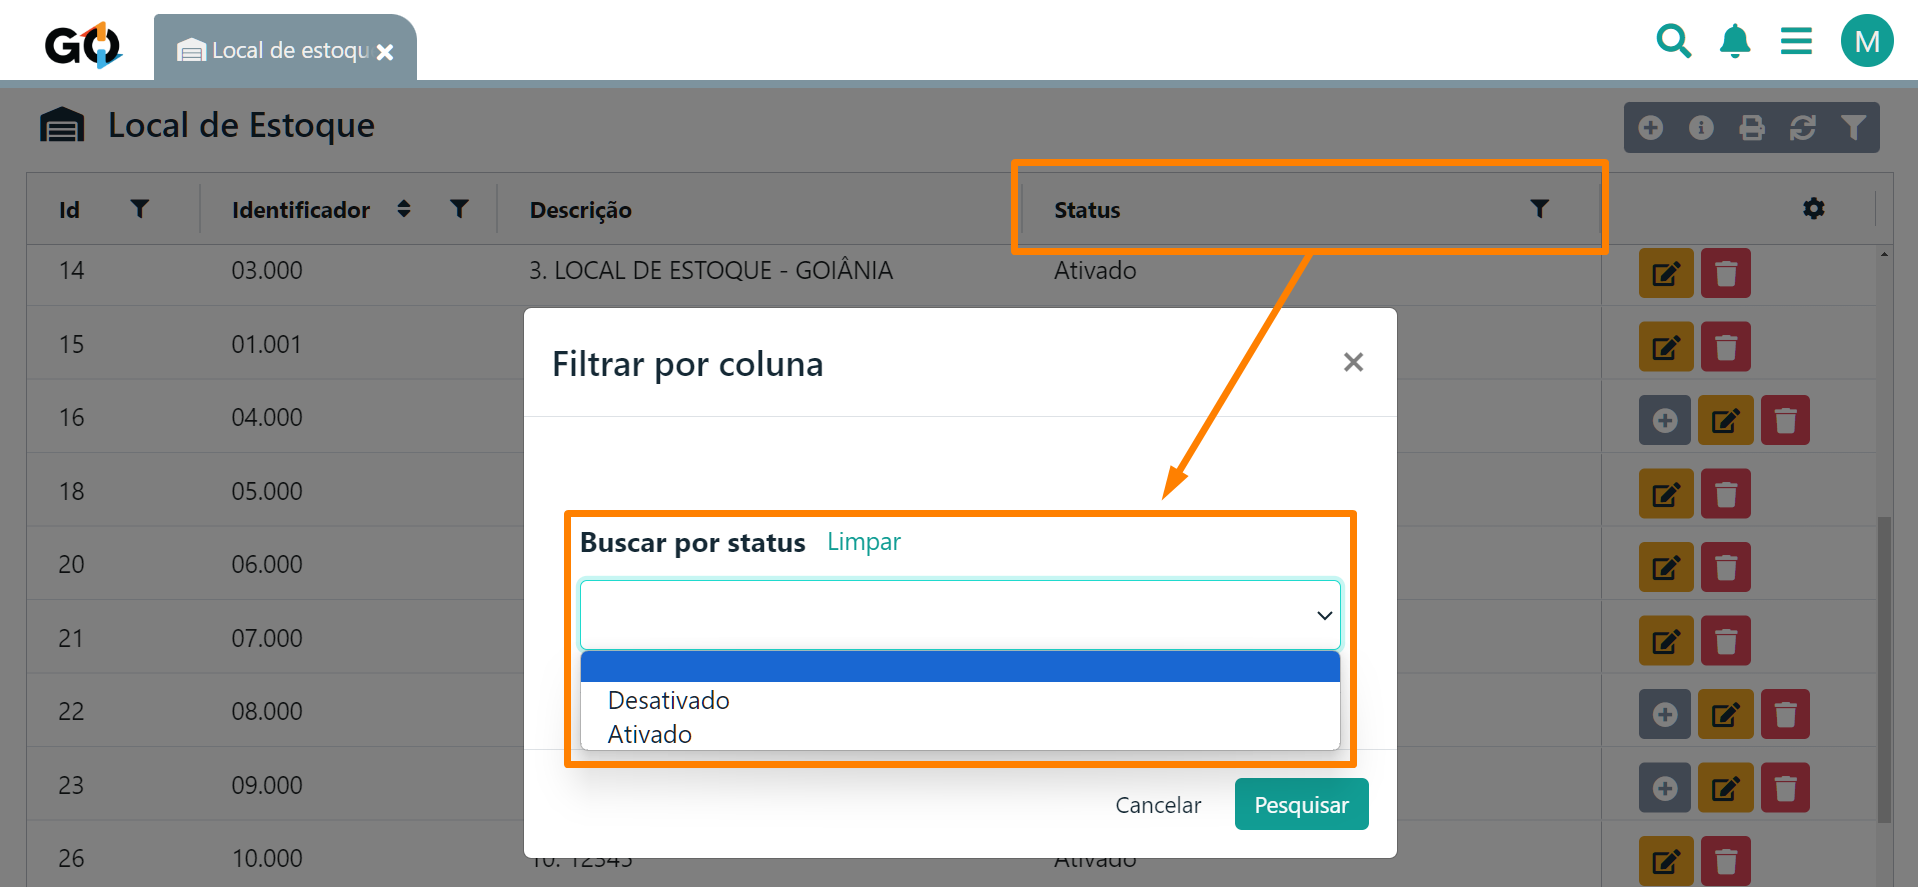 GO
Local de estoqu
M
Local de Estoque
Id Identificador Descrição Status
14 03.000 3. LOCAL DE ESTOQUE - GOIÂNIA Ativado
15 01.001
16 04.000
18 05.000
20 06.000
21 07.000
22 08.000
23 09.000
26 10.000 10. 12345 Ativado
Filtrar por coluna
Buscar por status Limpar
Desativado
Ativado
Cancelar Pesquisar